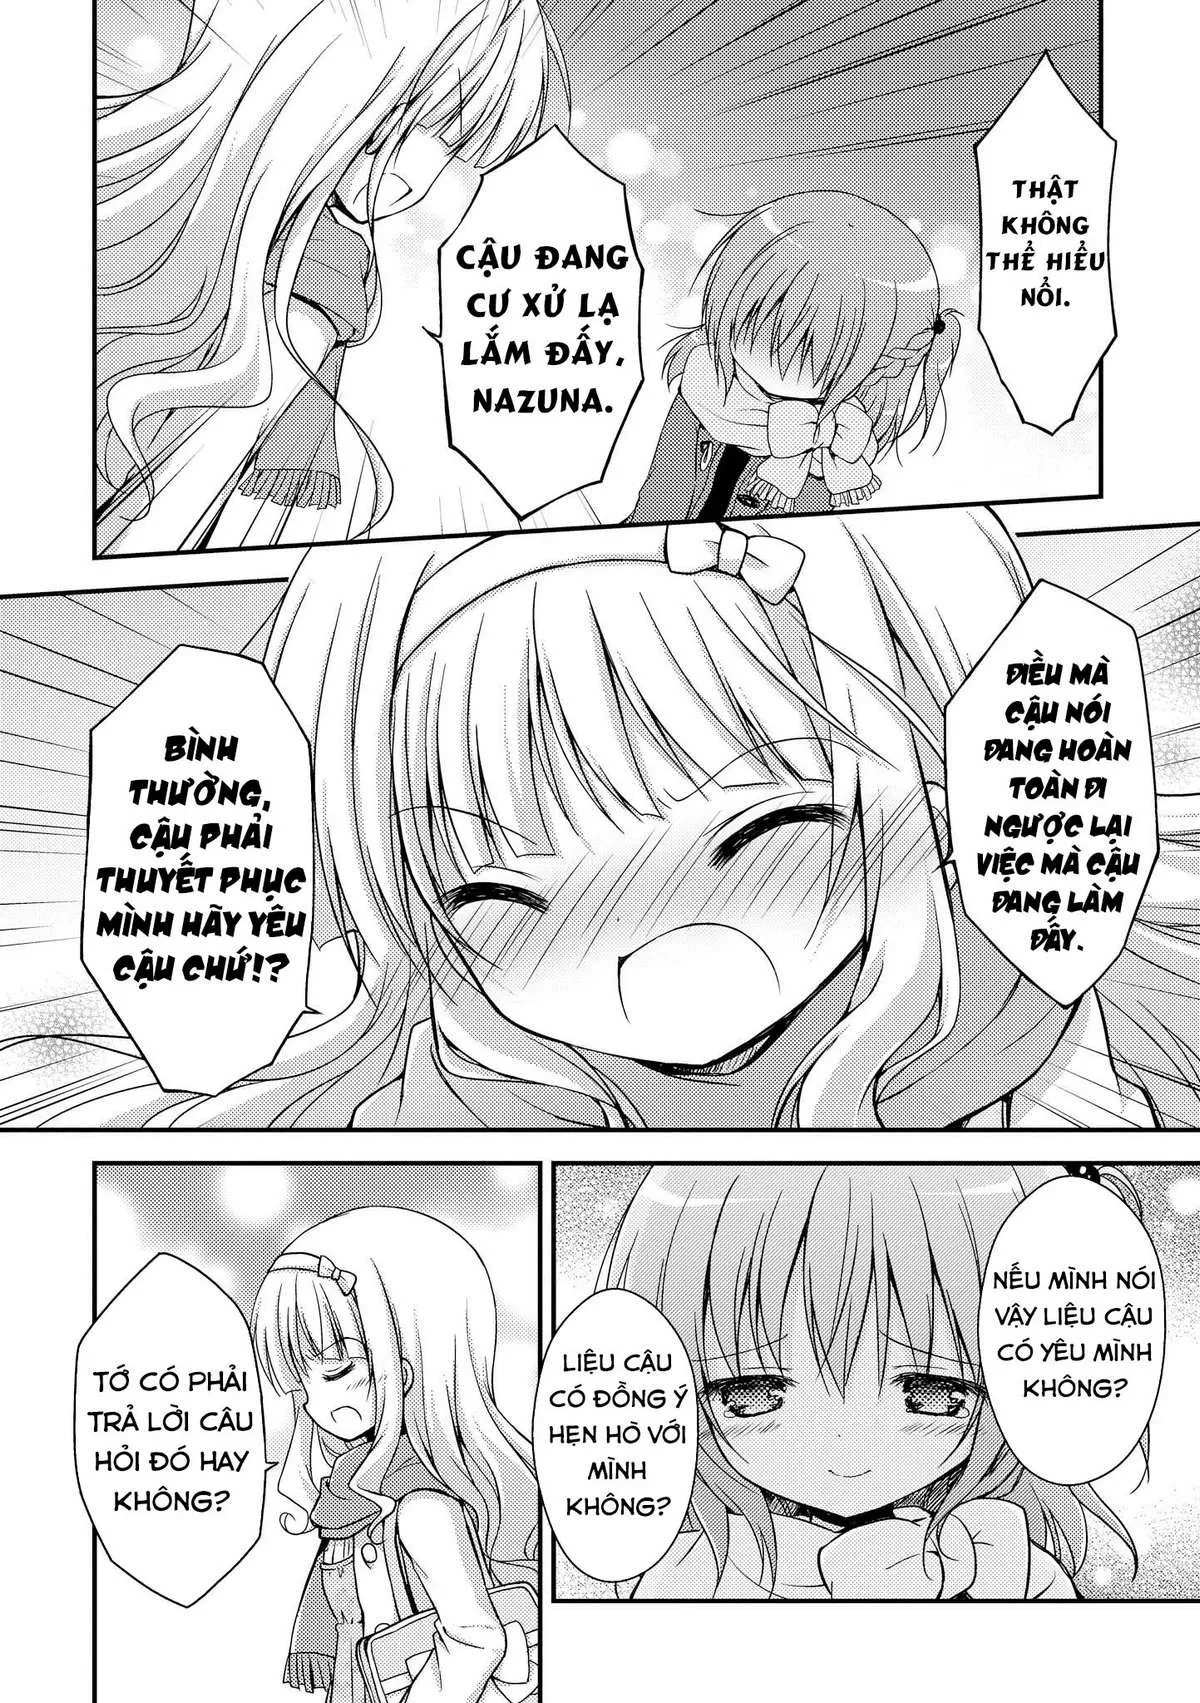 THẬT
KHÔNG
THỂ HIỂU
NỔI.
CẬU ĐANG
CƯ XỬ LẠ
LẮM ĐẤY,
NAZUNA.
ĐIỀU MÀ
CẬU NÓI
ĐANG HOÀN
TOÀN ĐI
NGƯỢC LẠI
VIỆC MÀ CẬU
ĐANG LÀM
ĐẤY.
BÌNH
THƯỜNG,
CẬU PHẢI
THUYẾT PHỤC
MÌNH HÃY YÊU
CẬU CHỨ!?
NẾU MÌNH NÓI
VẬY LIỆU CẬU
CÓ YÊU MÌNH
KHÔNG?
LIỆU CẬU
CÓ ĐỒNG Ý
HẸN HÒ VỚI
MÌNH
KHÔNG?
TỚ CÓ PHẢI
TRẢ LỜI CÂU
HỎI ĐÓ HAY
KHÔNG?